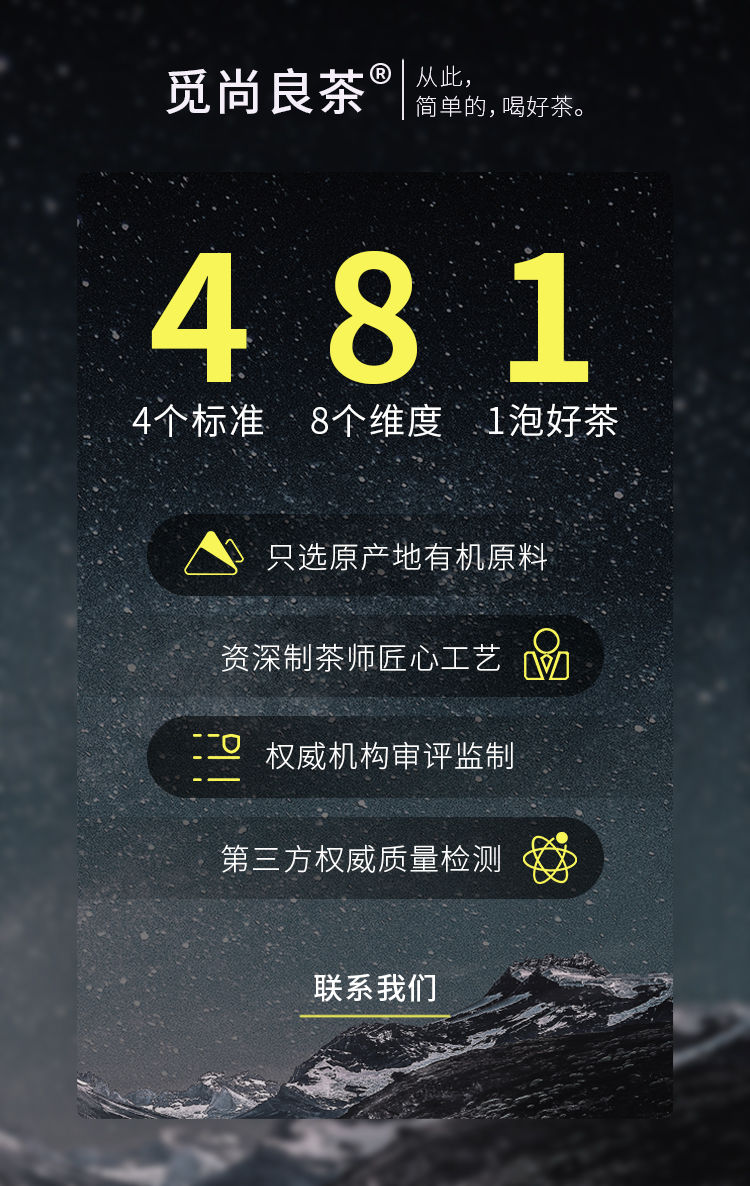 觅尚良茶®
从此，
简单的，喝好茶。
4 8 1
4个标准 8个维度 1泡好茶
只选原产地有机原料
资深制茶师匠心工艺
权威机构审评监制
第三方权威质量检测
联系我们